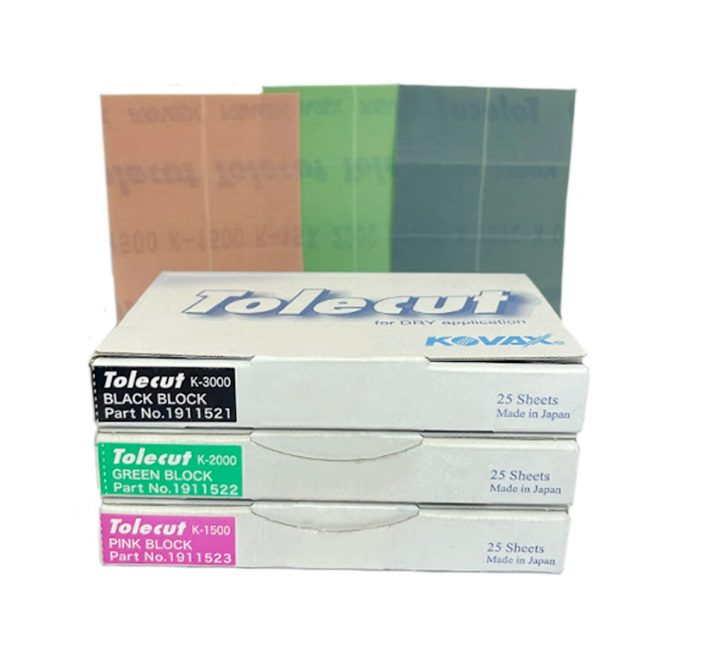 Tolecut
for DRY application
KOVAX®
Tolecut K-3000
BLACK BLOCK
Part No.1911521
25 Sheets
Made in Japan
Tolecut K-2000
GREEN BLOCK
Part No.1911522
25 Sheets
Made in Japan
Tolecut K-1500
PINK BLOCK
Part No.1911523
25 Sheets
Made in Japan